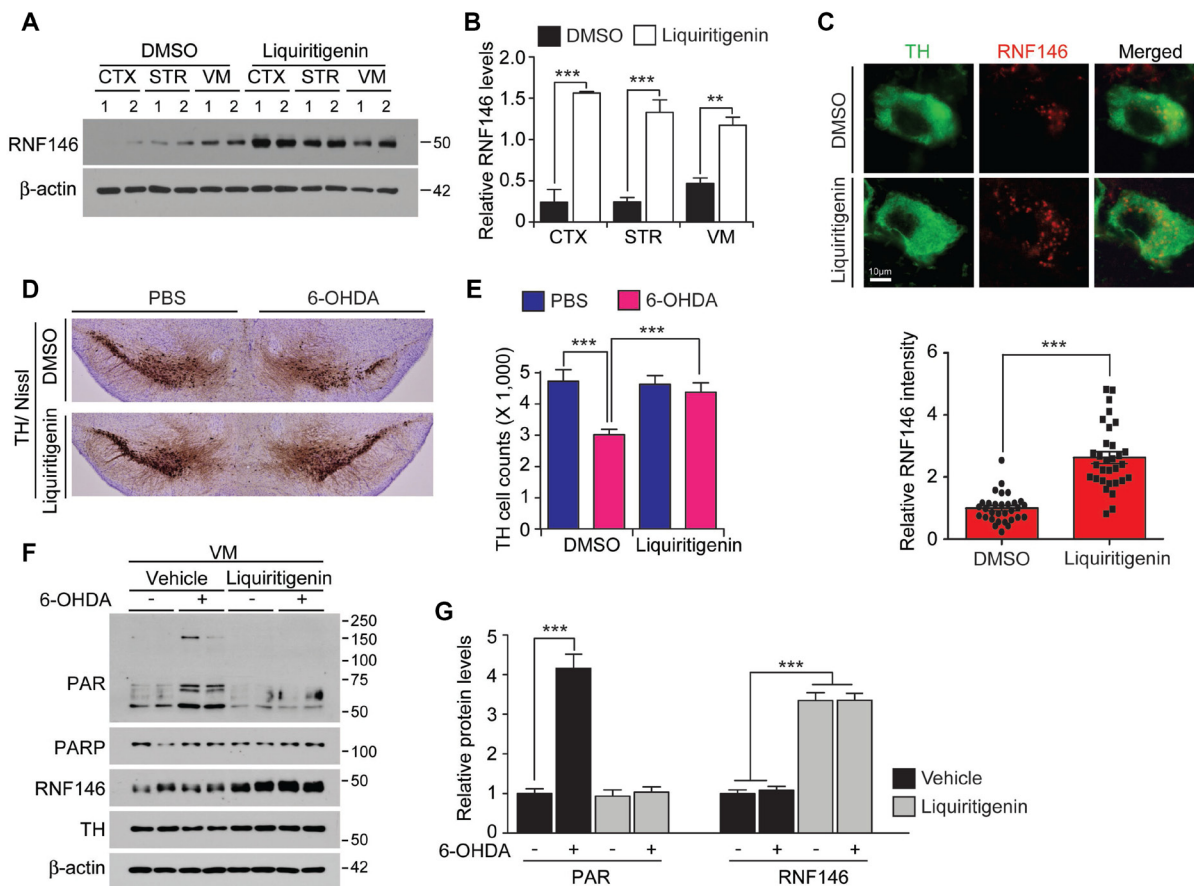 A
DMSO Liquiritigenin
CTX STR VM CTX STR VM
1 2 1 2 1 2 1 2 1 2 1 2
RNF146
50
β-actin
42
B
DMSO Liquiritigenin
Relative RNF146 levels
2.0
1.5
1.0
0.5
0
*** *** **
CTX STR VM
C
TH RNF146 Merged
DMSO
Liquiritigenin
10μm
Relative RNF146 intensity
6
4
2
0
***
DMSO Liquiritigenin
D
PBS 6-OHDA
TH/ Nissl
DMSO
Liquiritigenin
E
PBS 6-OHDA
TH cell counts (X 1,000)
5
4
3
2
1
0
*** ***
DMSO Liquiritigenin
F
VM
Vehicle Liquiritigenin
6-OHDA - + - +
PAR
250
150
100
75
50
PARP
100
RNF146
50
TH
50
β-actin
42
G
Relative protein levels
5
4
3
2
1
0
*** ***
Vehicle
Liquiritigenin
6-OHDA - + - + - + - +
PAR RNF146